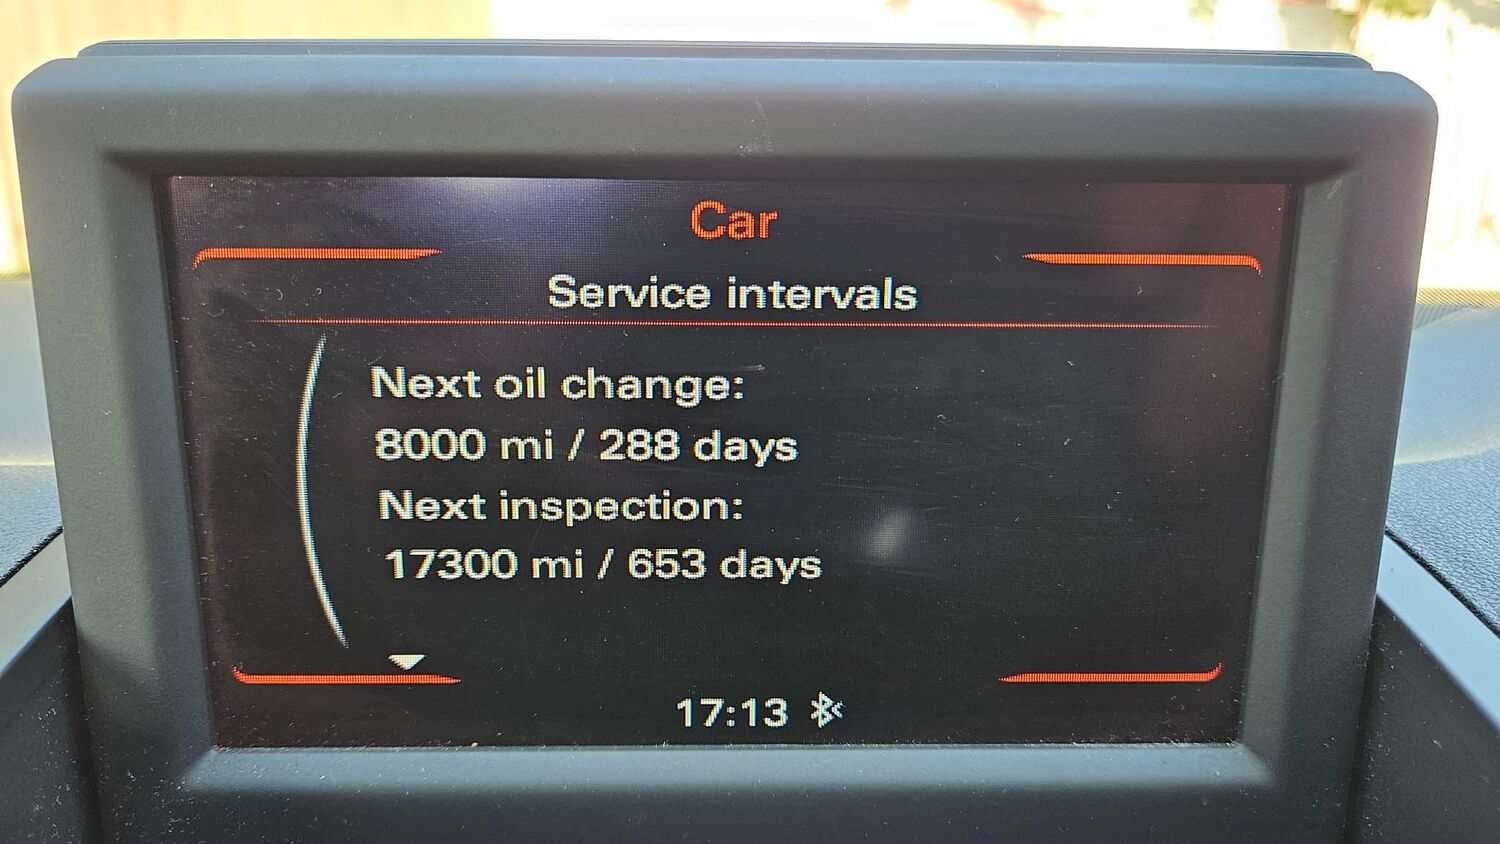 Car
Service intervals
Next oil change:
8000 mi / 288 days
Next inspection:
17300 mi / 653 days
17:13